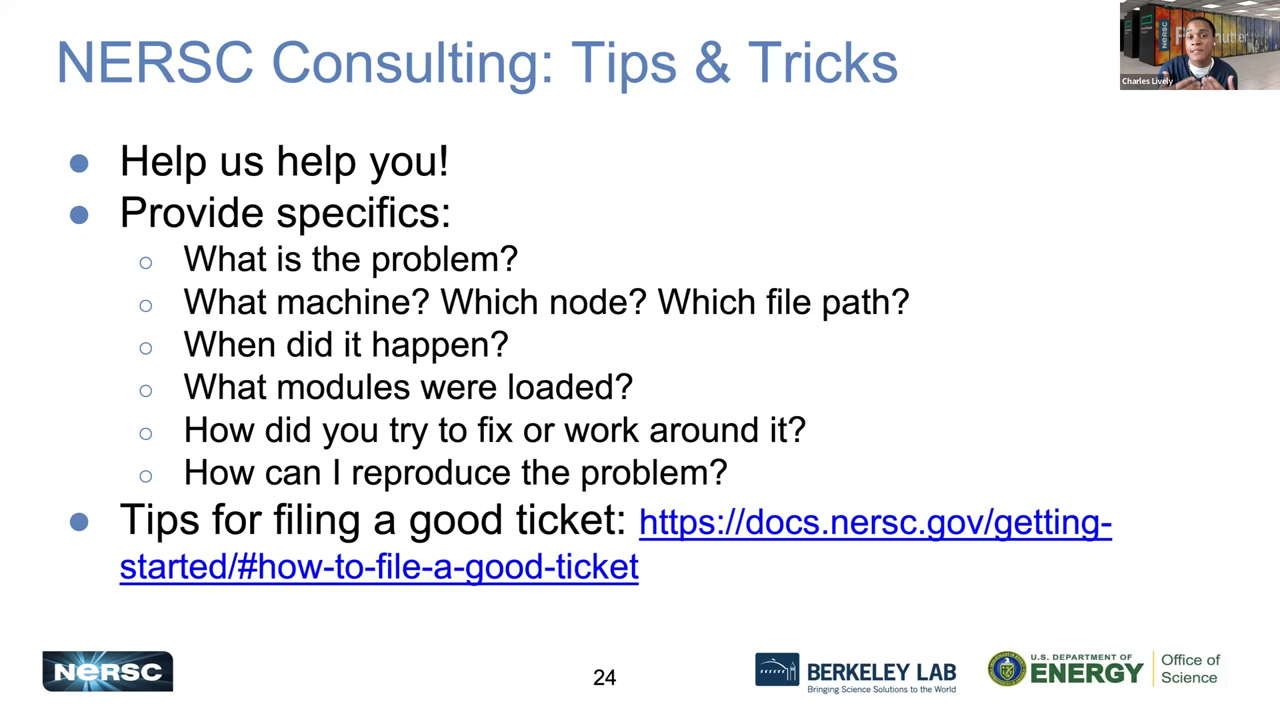 NERSC Consulting: Tips & Tricks
NERSC
Charles Lively
● Help us help you!
● Provide specifics:
○ What is the problem?
○ What machine? Which node? Which file path?
○ When did it happen?
○ What modules were loaded?
○ How did you try to fix or work around it?
○ How can I reproduce the problem?
● Tips for filing a good ticket: https://docs.nersc.gov/getting-
started/#how-to-file-a-good-ticket
NERSC
24
BERKELEY LAB
Bringing Science Solutions to the World
U.S. DEPARTMENT OF
ENERGY
Office of
Science